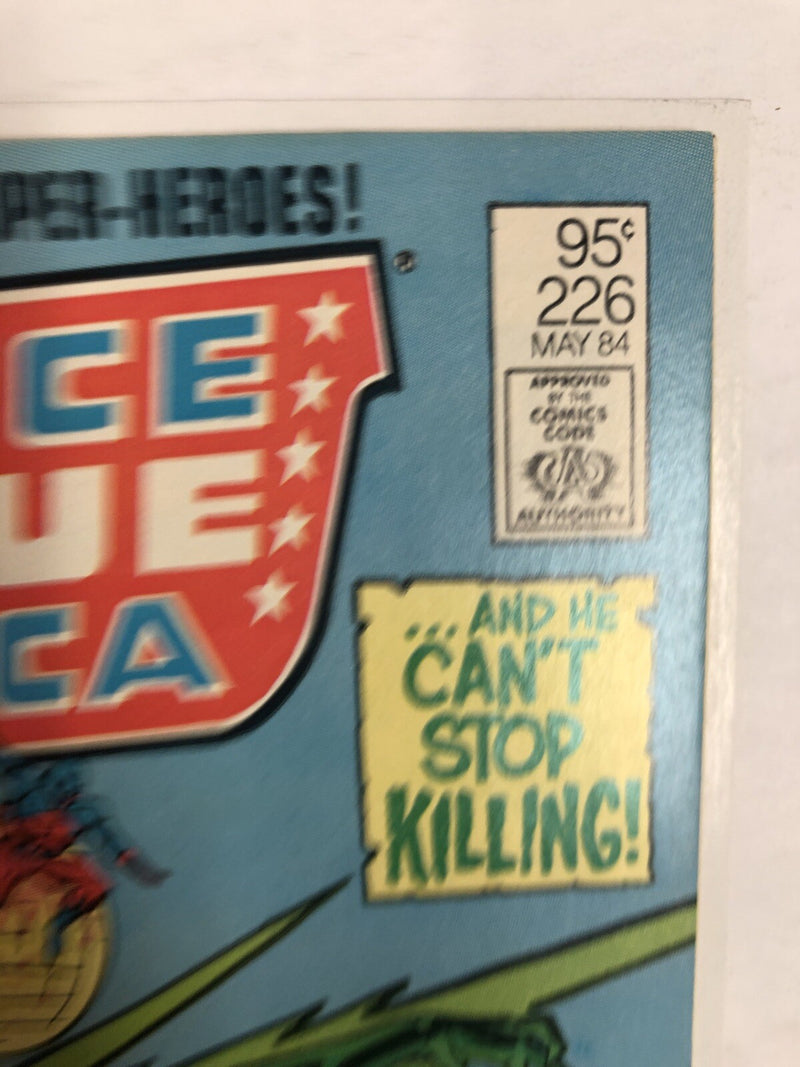 PER-HEROES!
CE
UE
CA
95¢
226
MAY 84
APPROVED
BY THE
COMICS
CODE
CA
AUTHORITY
...AND HE
CAN'T
STOP
KILLING!